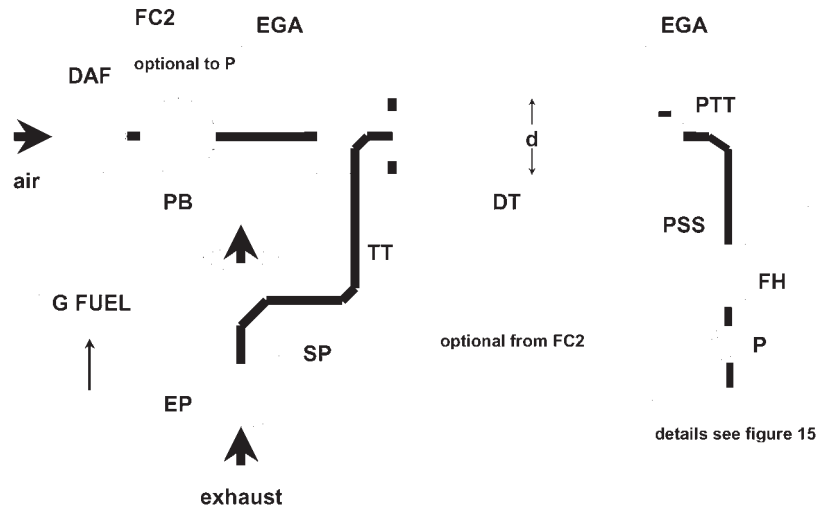 FC2
EGA
EGA
optional to P
DAF
PTT
d
air
PB
DT
PSS
TT
FH
G FUEL
optional from FC2
SP
P
EP
details see figure 15
exhaust